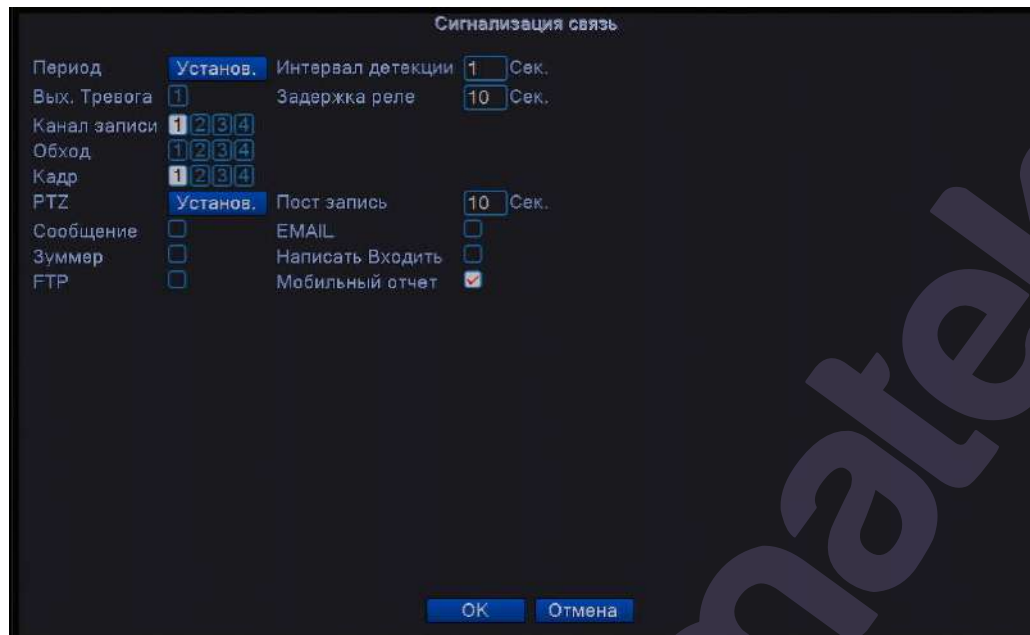 Сигнализация связь
Период Установ. Интервал детекции 1 Сек.
Вых. Тревога 1 Задержка реле 10 Сек.
Канал записи 1 2 3 4
Обход 1 2 3 4
Кадр 1 2 3 4
PTZ Установ. Пост запись 10 Сек.
Сообщение EMAIL
Зуммер Написать Входить
FTP Мобильный отчет
OK Отмена